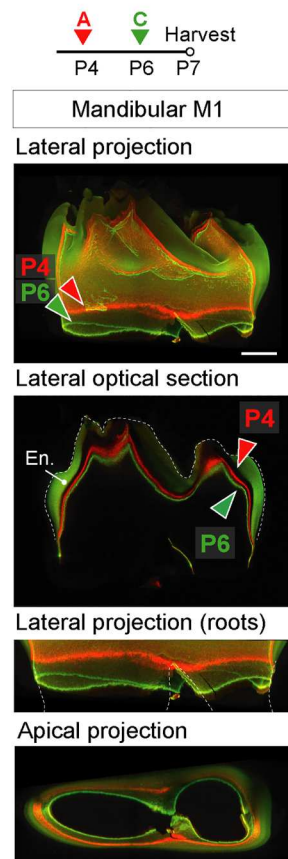 A C Harvest
P4 P6 P7
Mandibular M1
Lateral projection
P4
P6
Lateral optical section
P4
En.
P6
Lateral projection (roots)
Apical projection